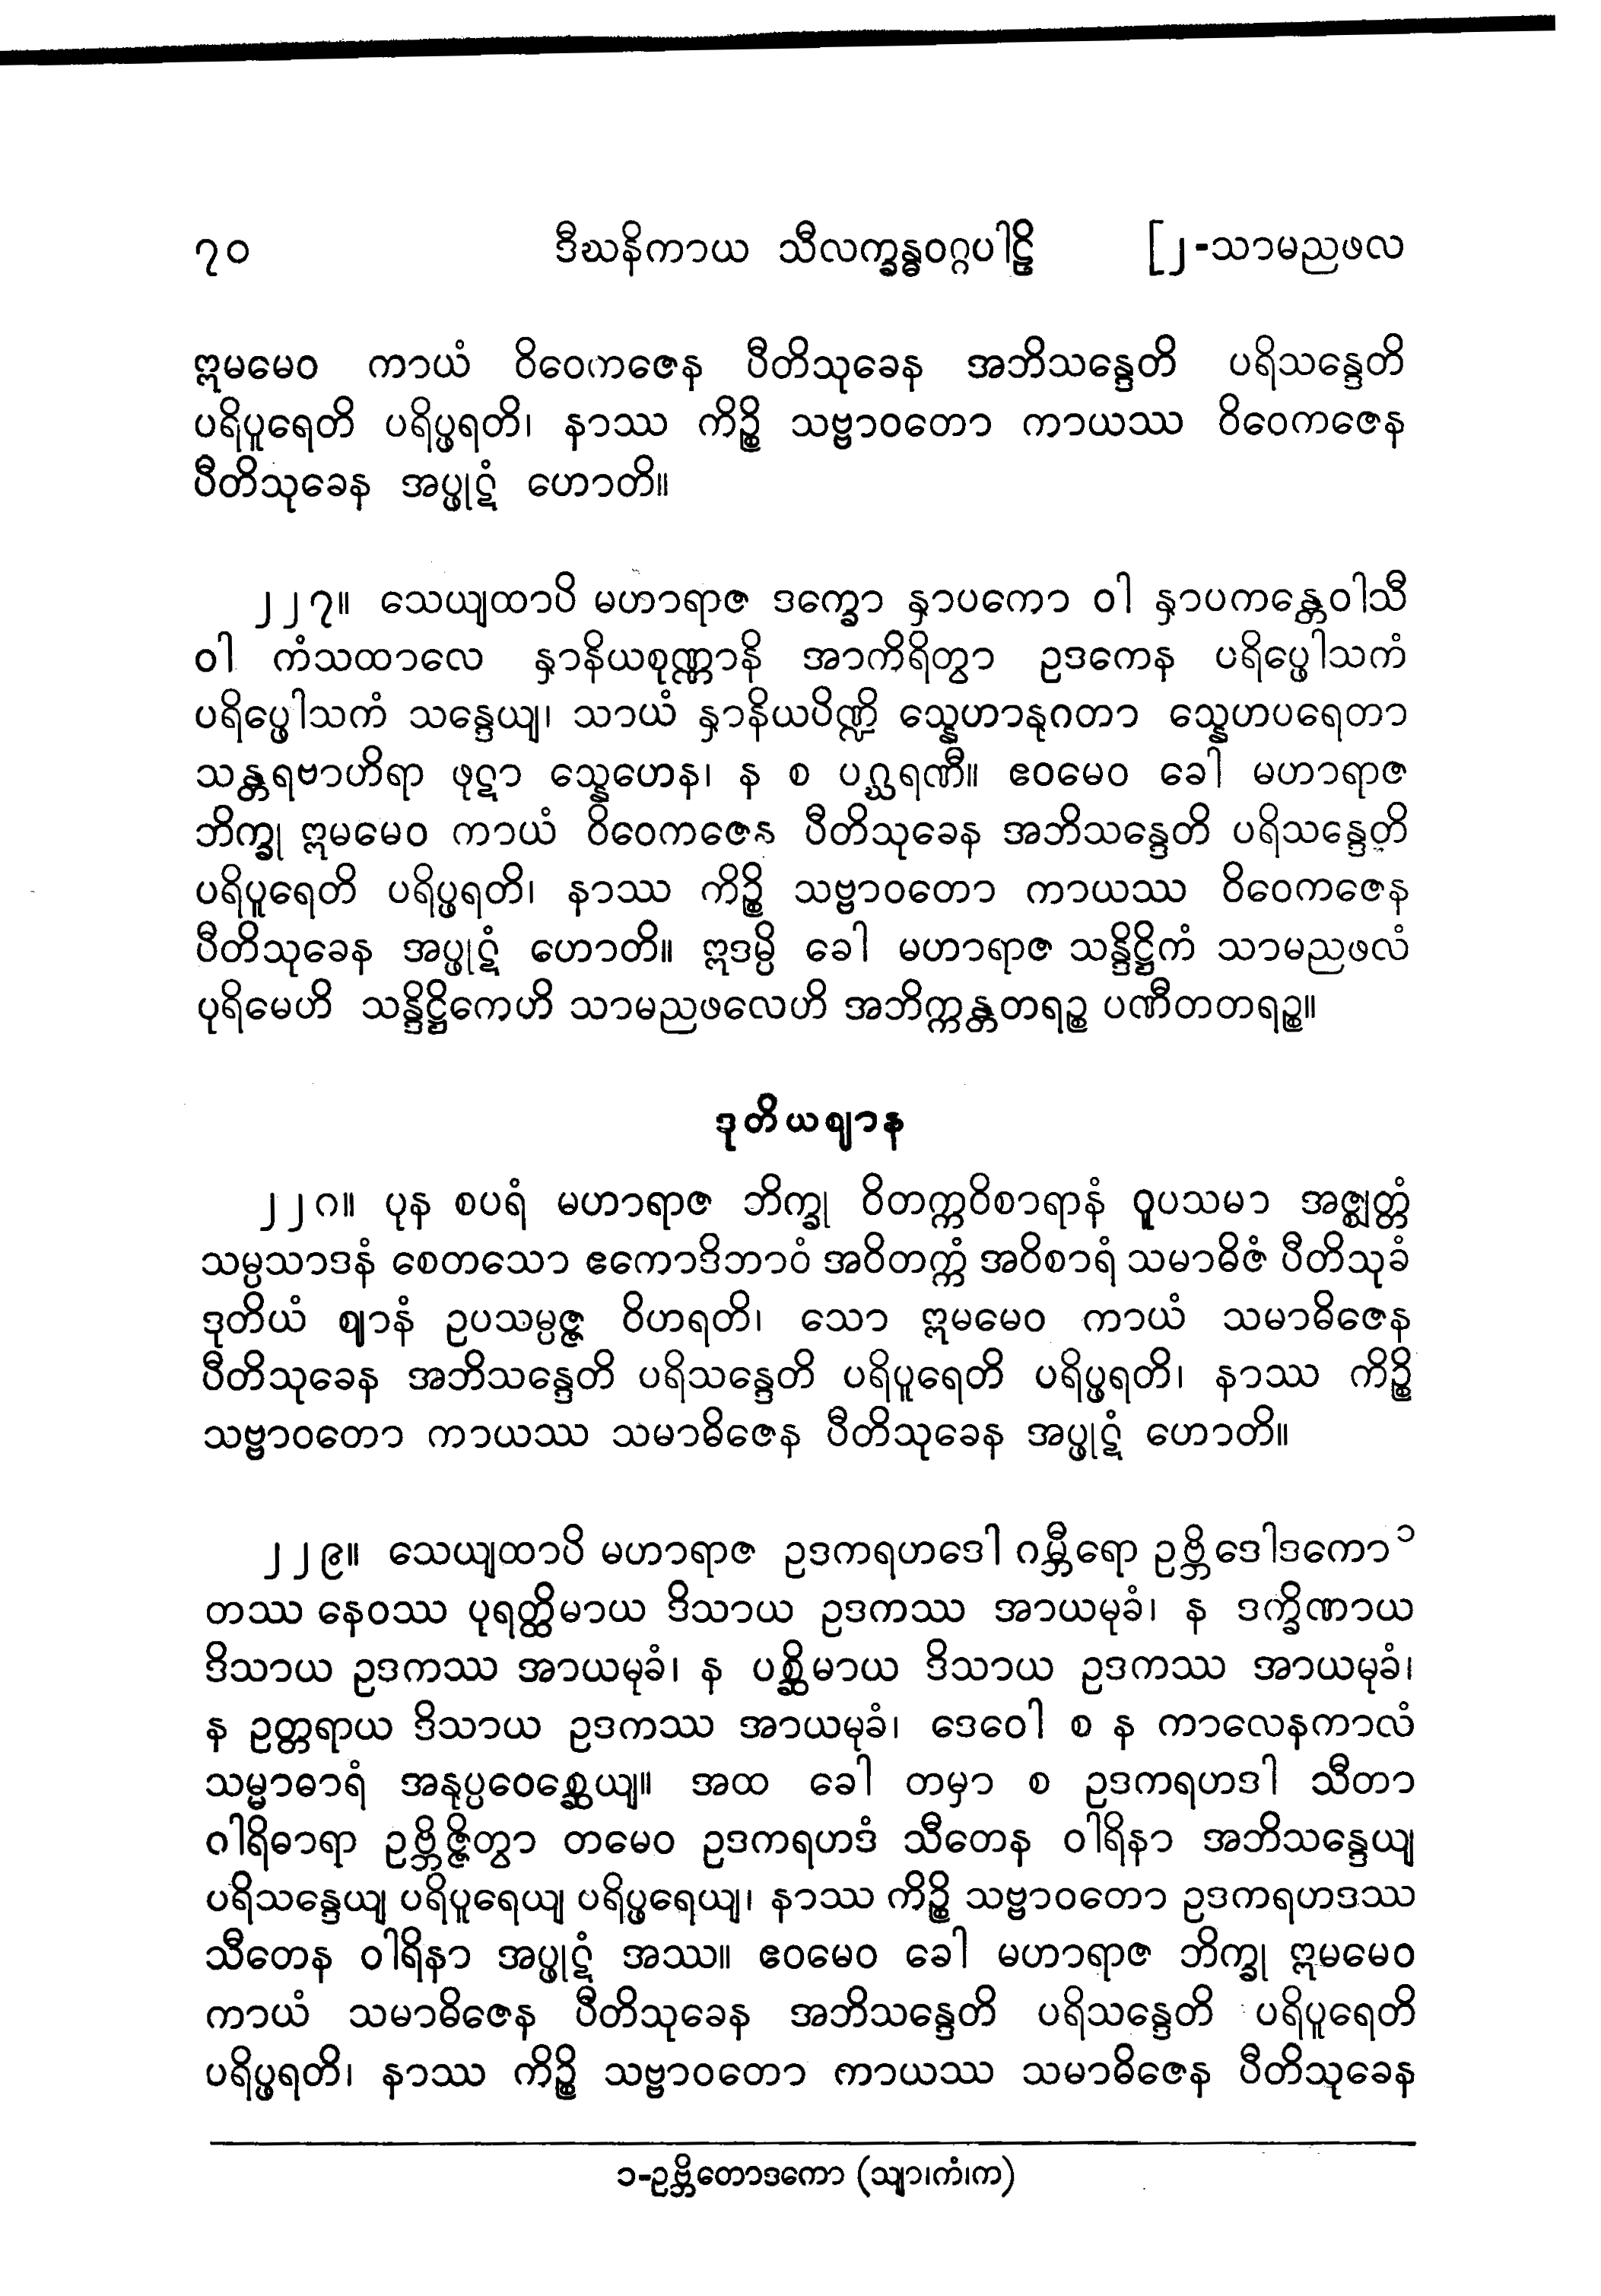 ၇၀ ဒီဃနိကာယ သီလက္ခန္ဓဝဂ္ဂပါဠိ [၂-သာမညဖလ
ဣမမေဝ ကာယံ ဝိဝေကဇေန ပီတိသုခေန အဘိသန္ဒေတိ ပရိသန္ဒေတိ
ပရိပူရေတိ ပရိပ္ဖရတိ၊ နာဿ ကိဉ္စိ သဗ္ဗာဝတော ကာယဿ ဝိဝေကဇေန
ပီတိသုခေန အပ္ဖုဋံ ဟောတိ။
၂၂၇။ သေယျထာပိ မဟာရာဇ ဒက္ခော နှာပကော ဝါ နှာပကန္တေဝါသီ
ဝါ ကံသထာလေ နှာနိယစုဏ္ဏာနိ အာကိရိတွာ ဥဒကေန ပရိပ္ဖေါသကံ
ပရိပ္ဖေါသကံ သန္ဒေယျ၊ သာယံ နှာနိယပိဏ္ဍိ သ္နေဟာနုဂတာ သ္နေဟပရေတာ
သန္တရဗာဟိရာ ဖုဋာ သ္နေဟေန၊ န စ ပဂ္ဃရဏီ။ ဧဝမေဝ ခေါ မဟာရာဇ
ဘိက္ခု ဣမမေဝ ကာယံ ဝိဝေကဇေန ပီတိသုခေန အဘိသန္ဒေတိ ပရိသန္ဒေတိ
ပရိပူရေတိ ပရိပ္ဖရတိ၊ နာဿ ကိဉ္စိ သဗ္ဗာဝတော ကာယဿ ဝိဝေကဇေန
ပီတိသုခေန အပ္ဖုဋံ ဟောတိ။ ဣဒမ္ပိ ခေါ မဟာရာဇ သန္ဒိဋ္ဌိကံ သာမညဖလံ
ပုရိမေဟိ သန္ဒိဋ္ဌိကေဟိ သာမညဖလေဟိ အဘိက္ကန္တတရဉ္စ ပဏီတတရဉ္စ။
ဒုတိယဈာန
၂၂၈။ ပုန စပရံ မဟာရာဇ ဘိက္ခု ဝိတက္ကဝိစာရာနံ ဝူပသမာ အဇ္ဈတ္တံ
သမ္ပသာဒနံ စေတသော ဧကောဒိဘာဝံ အဝိတက္ကံ အဝိစာရံ သမာဓိဇံ ပီတိသုခံ
ဒုတိယံ ဈာနံ ဥပသမ္ပဇ္ဇ ဝိဟရတိ၊ သော ဣမမေဝ ကာယံ သမာဓိဇေန
ပီတိသုခေန အဘိသန္ဒေတိ ပရိသန္ဒေတိ ပရိပူရေတိ ပရိပ္ဖရတိ၊ နာဿ ကိဉ္စိ
သဗ္ဗာဝတော ကာယဿ သမာဓိဇေန ပီတိသုခေန အပ္ဖုဋံ ဟောတိ။
၂၂၉။ သေယျထာပိ မဟာရာဇ ဥဒကရဟဒေါ ဂမ္ဘီရော ဥဗ္ဘိဒေါဒကော ၁
တဿ နေဝဿ ပုရတ္ထိမာယ ဒိသာယ ဥဒကဿ အာယမုခံ၊ န ဒက္ခိဏာယ
ဒိသာယ ဥဒကဿ အာယမုခံ၊ န ပစ္ဆိမာယ ဒိသာယ ဥဒကဿ အာယမုခံ၊
န ဥတ္တရာယ ဒိသာယ ဥဒကဿ အာယမုခံ၊ ဒေဝေါ စ န ကာလေနကာလံ
သမ္မာဓာရံ အနုပ္ပဝေစ္ဆေယျ။ အထ ခေါ တမှာ စ ဥဒကရဟဒါ သီတာ
ဝါရိဓာရာ ဥဗ္ဘိဇ္ဇိတွာ တမေဝ ဥဒကရဟဒံ သီတေန ဝါရိနာ အဘိသန္ဒေယျ
ပရိသန္ဒေယျ ပရိပူရေယျ ပရိပ္ဖရေယျ၊ နာဿ ကိဉ္စိ သဗ္ဗာဝတော ဥဒကရဟဒဿ
သီတေန ဝါရိနာ အပ္ဖုဋံ အဿ။ ဧဝမေဝ ခေါ မဟာရာဇ ဘိက္ခု ဣမမေဝ
ကာယံ သမာဓိဇေန ပီတိသုခေန အဘိသန္ဒေတိ ပရိသန္ဒေတိ ပရိပူရေတိ
ပရိပ္ဖရတိ၊ နာဿ ကိဉ္စိ သဗ္ဗာဝတော ကာယဿ သမာဓိဇေန ပီတိသုခေန
၁-ဥဗ္ဘိတောဒကော (သျာ၊ကံ၊က)